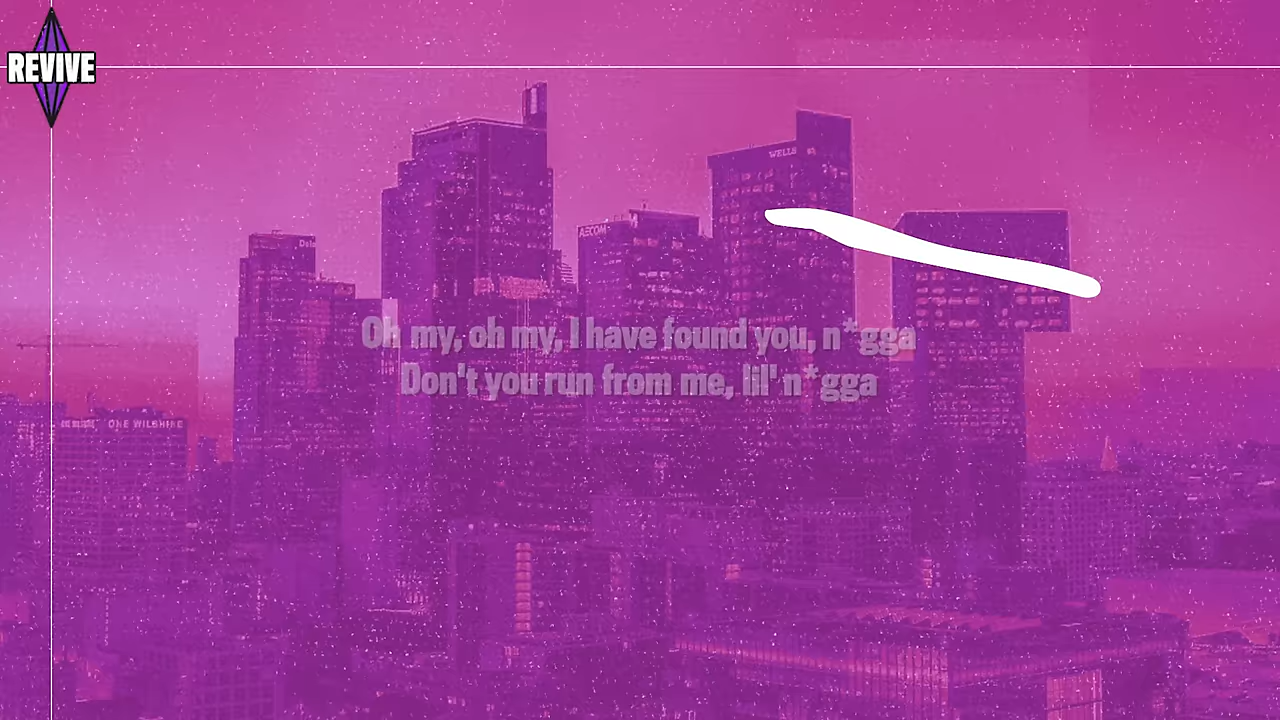 REVIVE
WELLS
AECOM
Oh my, oh my, I have found you, n*gga
Don't you run from me, lil' n*gga
ONE WILSHIRE